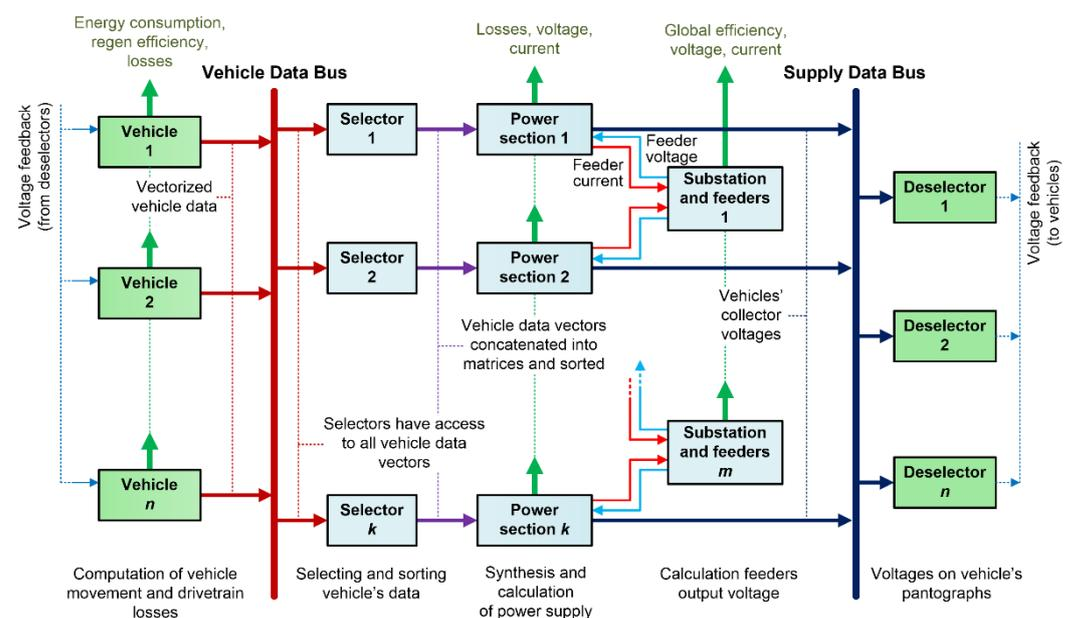 Energy consumption,
regen efficiency,
losses
Losses, voltage,
current
Global efficiency,
voltage, current
Vehicle Data Bus
Supply Data Bus
Voltage feedback
(from deselectors)
Vehicle
1
Selector
1
Power
section 1
Feeder
voltage
Feeder
current
Substation
and feeders
1
Deselector
1
Voltage feedback
(to vehicles)
Vectorized
vehicle data
Vehicle
2
Selector
2
Power
section 2
Vehicles’
collector
voltages
Deselector
2
Vehicle data vectors
concatenated into
matrices and sorted
Selectors have access
to all vehicle data
vectors
Substation
and feeders
m
Vehicle
n
Selector
k
Power
section k
Deselector
n
Computation of vehicle
movement and drivetrain
losses
Selecting and sorting
vehicle’s data
Synthesis and
calculation
of power supply
Calculation feeders
output voltage
Voltages on vehicle’s
pantographs